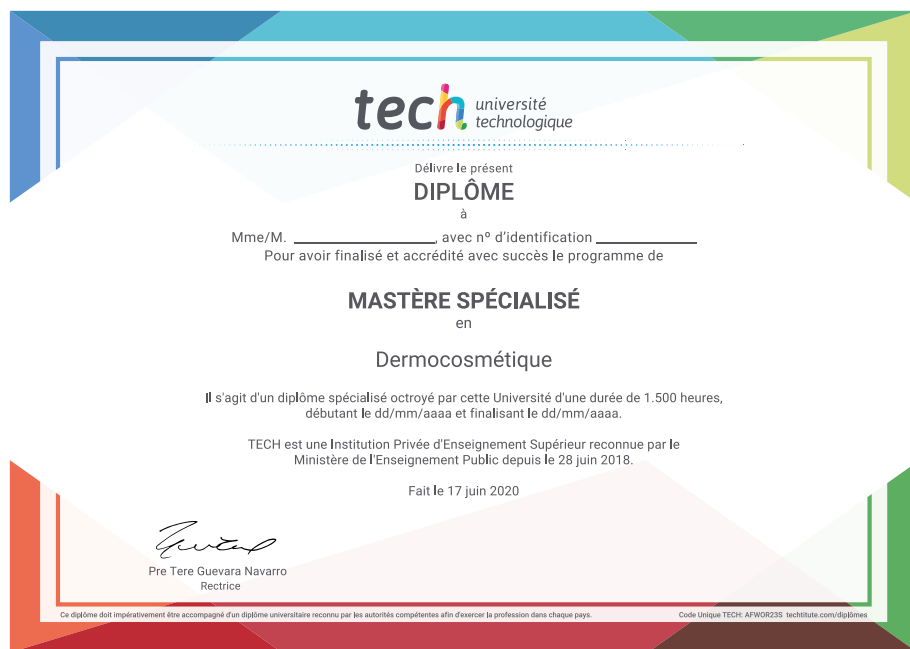 tech université
technologique
Délivre le présent
DIPLÔME
à
Mme/M. ____________, avec nº d'identification ____________
Pour avoir finalisé et accrédité avec succès le programme de
MASTÈRE SPÉCIALISÉ
en
Dermocosmétique
Il s'agit d'un diplôme spécialisé octroyé par cette Université d'une durée de 1.500 heures,
débutant le dd/mm/aaaa et finalisant le dd/mm/aaaa.
TECH est une Institution Privée d'Enseignement Supérieur reconnue par le
Ministère de l'Enseignement Public depuis le 28 juin 2018.
Fait le 17 juin 2020
Pre Tere Guevara Navarro
Rectrice
Ce diplôme doit impérativement être accompagné d'un diplôme universitaire reconnu par les autorités compétentes afin d'exercer la profession dans chaque pays. Code Unique TECH: AFWOR23S techtitute.com/diplômes